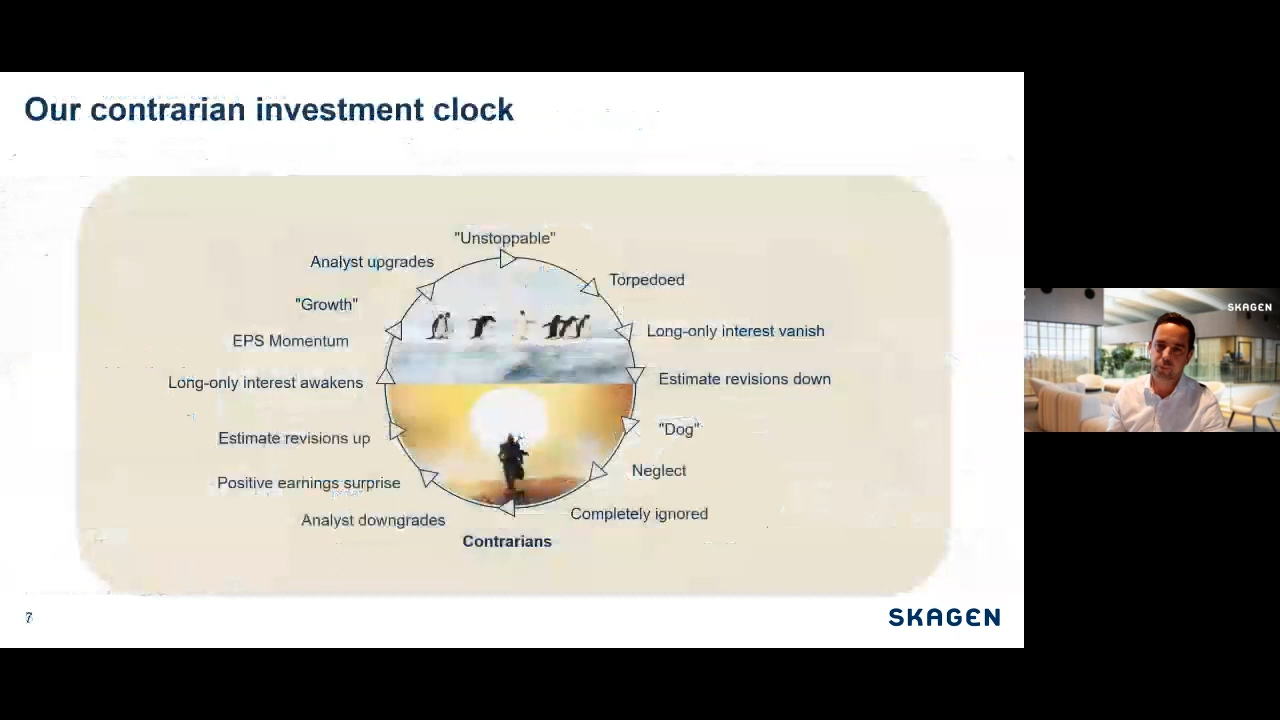 Our contrarian investment clock
"Unstoppable"
Analyst upgrades
Torpedoed
"Growth"
Long-only interest vanish
EPS Momentum
Estimate revisions down
Long-only interest awakens
"Dog"
Estimate revisions up
Neglect
Positive earnings surprise
Completely ignored
Analyst downgrades
Contrarians
7
SKAGEN
SKAGEN